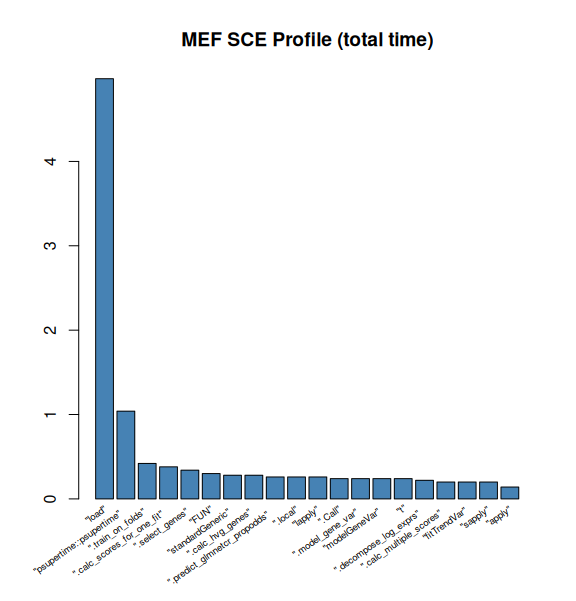 MEF SCE Profile (total time)
4
3
2
1
0
"load"
"psupertime::psupertime"
".train_on_folds"
".calc_scores_for_one_fit"
".select_genes"
"FUN"
"standardGeneric"
".calc_hvg_genes"
".predict_glmnetcr_propodds"
".local"
"lapply"
".Call"
".model_gene_var"
"modelGeneVar"
".decompose_log_exprs"
".calc_multiple_scores"
"fitTrendVar"
"sapply"
"apply"